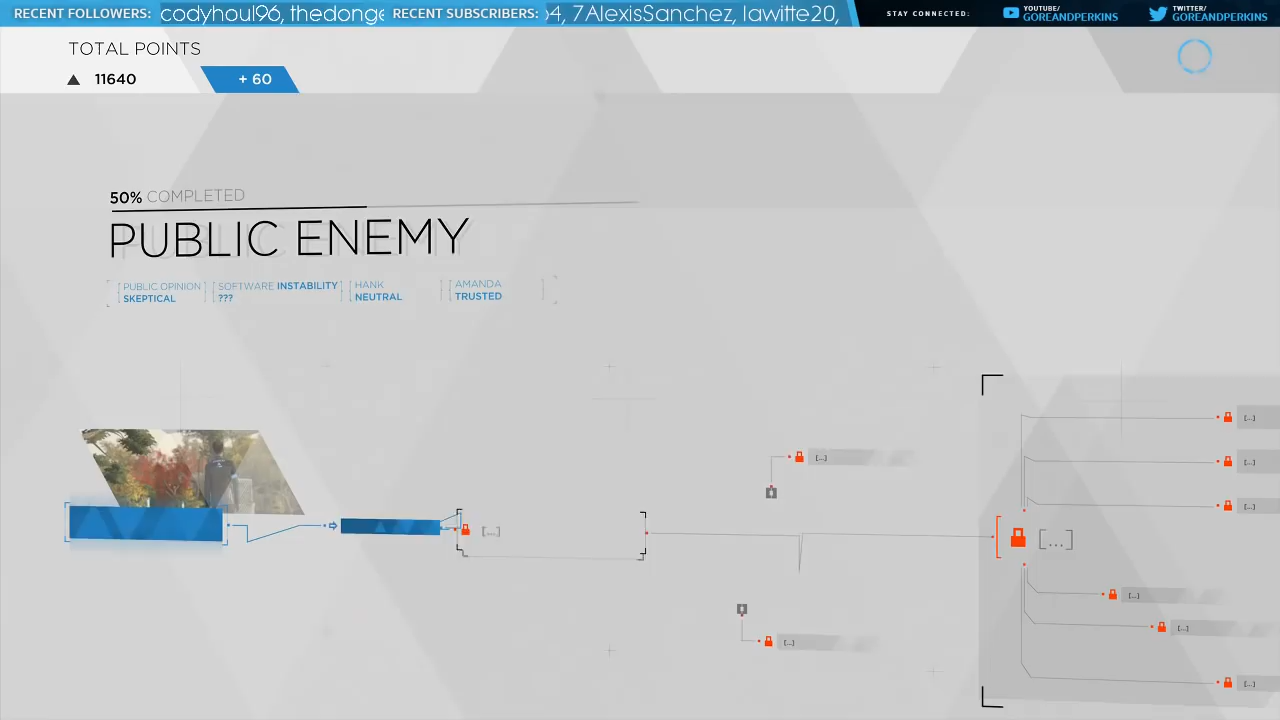 RECENT FOLLOWERS: codyhoul96, thedonge RECENT SUBSCRIBERS: 4, 7AlexisSanchez, lawitte20,
STAY CONNECTED: YOUTUBE/ GOREANDPERKINS TWITTER/ GOREANDPERKINS
TOTAL POINTS
11640 + 60
50% COMPLETED
PUBLIC ENEMY
PUBLIC OPINION SOFTWARE INSTABILITY HANK AMANDA
SKEPTICAL ??? NEUTRAL TRUSTED
[...]
[...]
[...]
[...]
[...]
[...]
[...]
[...]
[...]
[...]